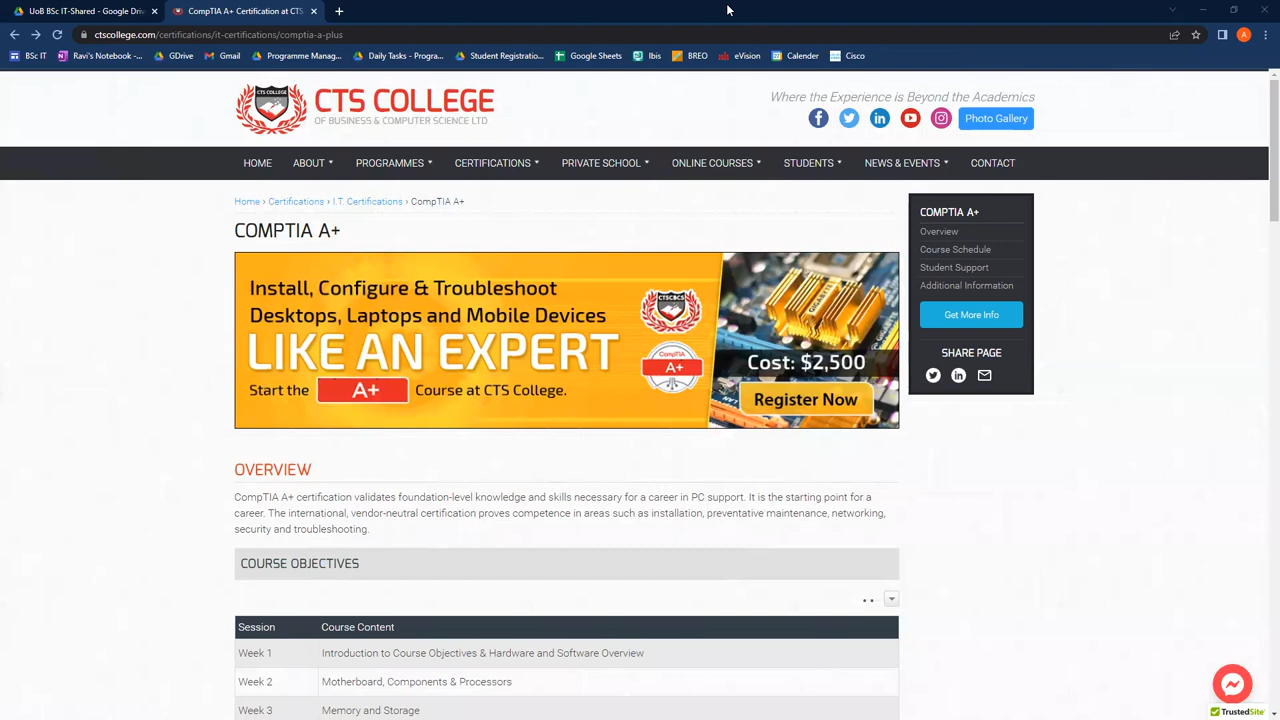 UoB BSc IT-Shared - Google Driv
CompTIA A+ Certification at CTS
ctscollege.com/certifications/it-certifications/comptia-a-plus
A
BSc IT
Ravi's Notebook...
GDrive
Programme Manag...
Gmail
Daily Tasks - Progra...
Student Registratio...
Google Sheets
Ibis
BREO
eVision
Calendar
Cisco
CTS COLLEGE
CTS COLLEGE
OF BUSINESS & COMPUTER SCIENCE LTD
Where the Experience is Beyond the Academics
Photo Gallery
HOME
ABOUT
PROGRAMMES
CERTIFICATIONS
PRIVATE SCHOOL
ONLINE COURSES
STUDENTS
NEWS & EVENTS
CONTACT
Home › Certifications › I.T. Certifications › CompTIA A+
COMPTIA A+
Install, Configure & Troubleshoot
Desktops, Laptops and Mobile Devices
LIKE AN EXPERT
Start the A+ Course at CTS College.
CTSCBCS
CompTIA
A+
GIGABYTE
Cost: $2,500
Register Now
COMPTIA A+
Overview
Course Schedule
Student Support
Additional Information
Get More Info
SHARE PAGE
OVERVIEW
CompTIA A+ certification validates foundation-level knowledge and skills necessary for a career in PC support. It is the starting point for a
career. The international, vendor-neutral certification proves competence in areas such as installation, preventative maintenance, networking,
security and troubleshooting.
COURSE OBJECTIVES
Session Course Content
Week 1 Introduction to Course Objectives & Hardware and Software Overview
Week 2 Motherboard, Components & Processors
Week 3 Memory and Storage
TrustedSite